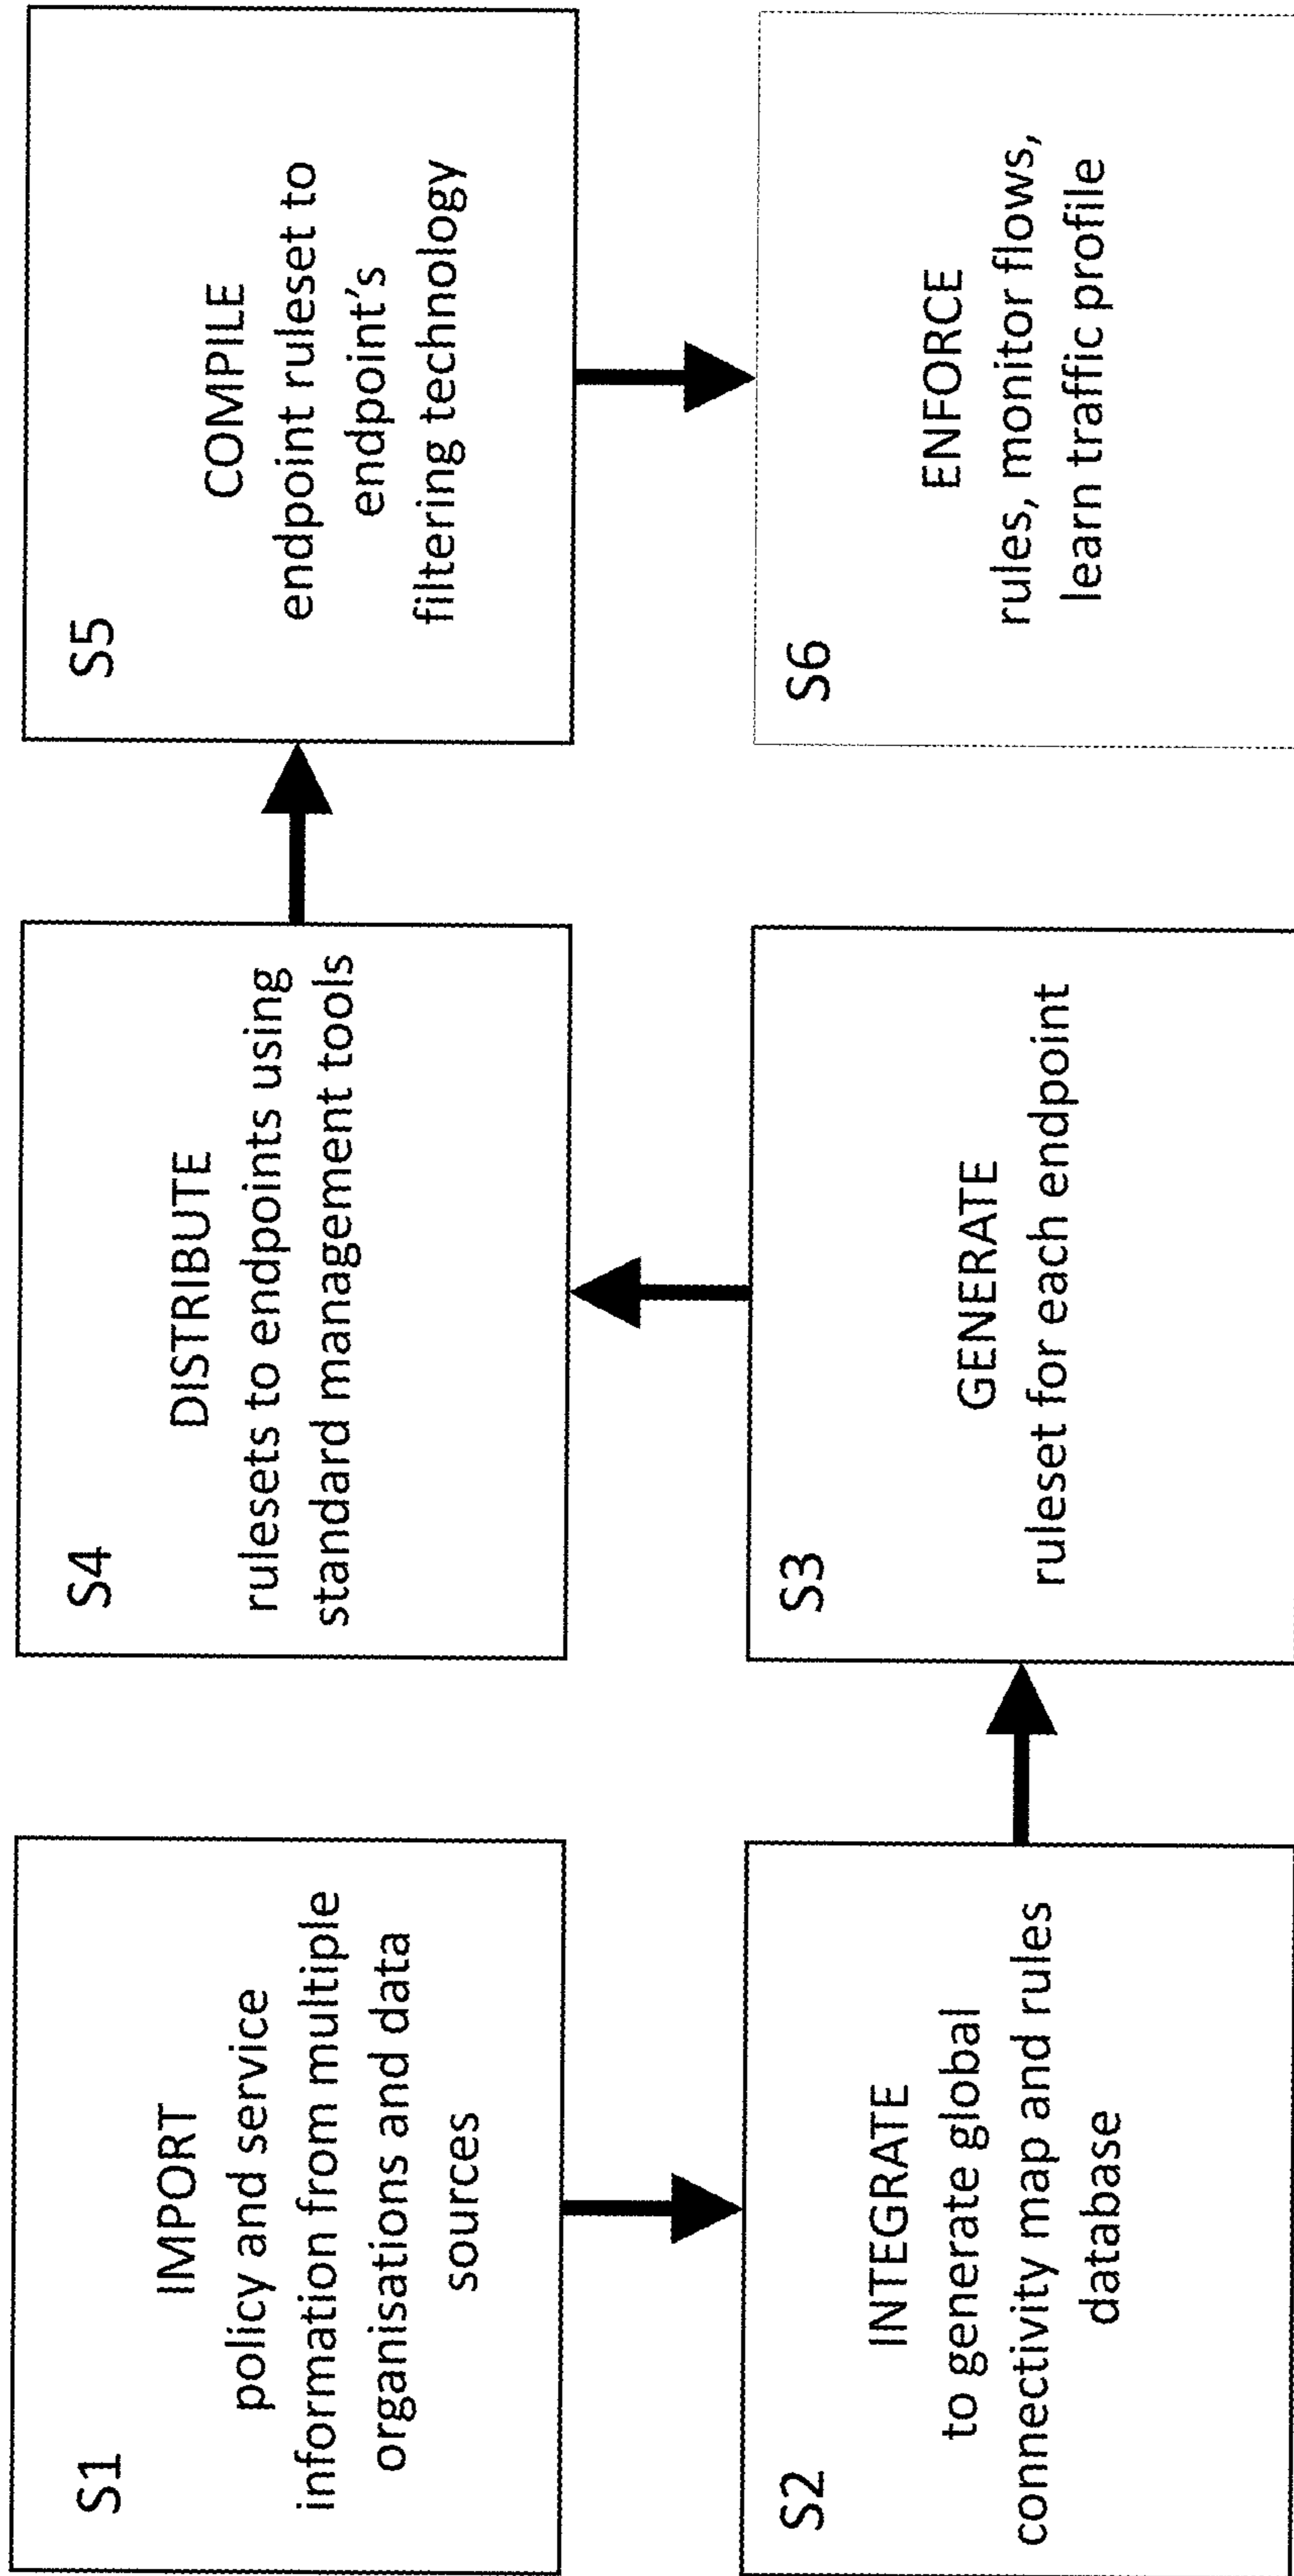 S1
IMPORT
policy and service
information from multiple
organisations and data
sources
S2
INTEGRATE
to generate global
connectivity map and rules
database
S3
GENERATE
ruleset for each endpoint
S4
DISTRIBUTE
rulesets to endpoints using
standard management tools
S5
COMPILE
endpoint ruleset to
endpoint's
filtering technology
S6
ENFORCE
rules, monitor flows,
learn traffic profile